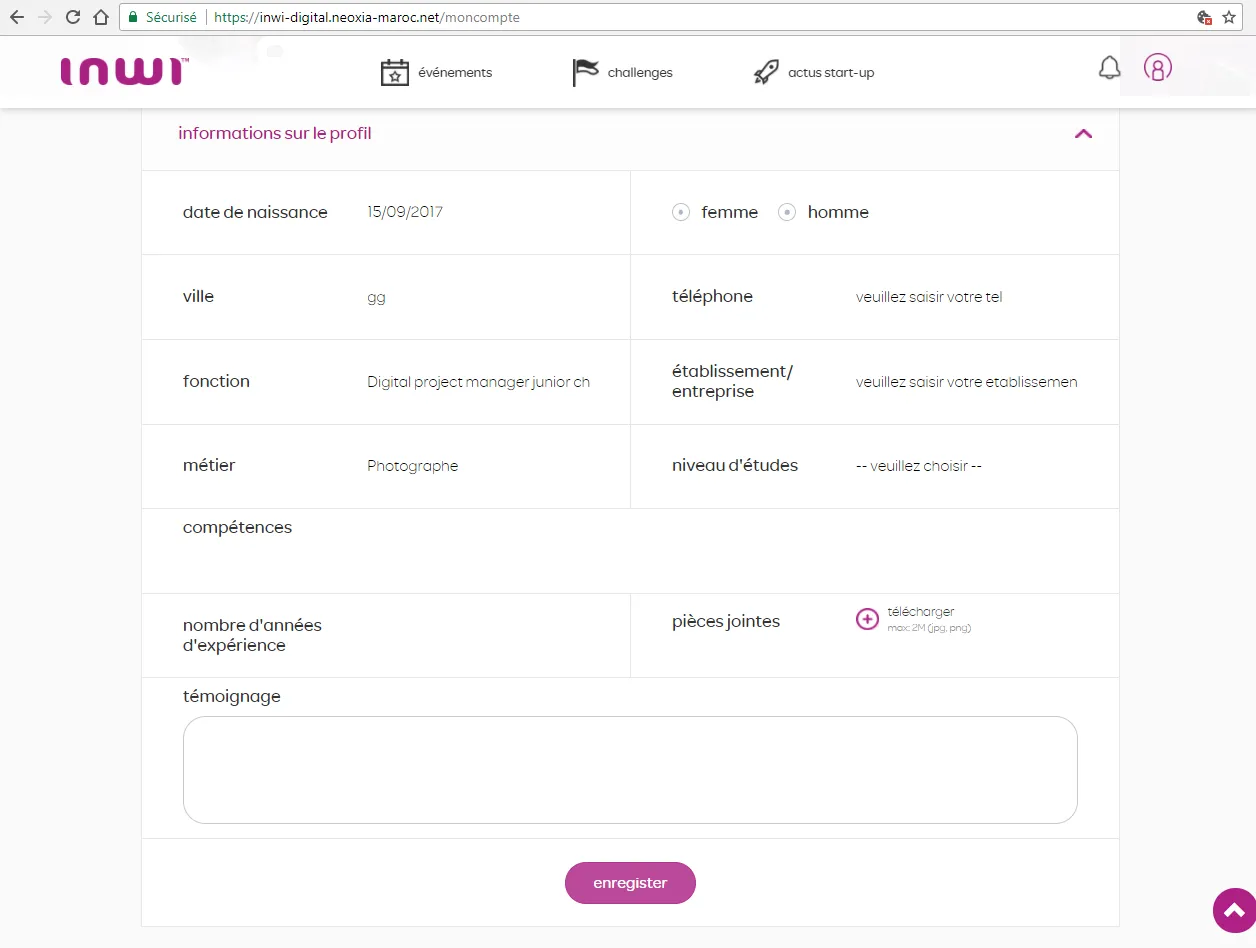 Sécurisé https://inwi-digital.neoxia-maroc.net/moncompte
inwi™ événements challenges actus start-up
informations sur le profil
date de naissance 15/09/2017 femme homme
ville gg téléphone veuillez saisir votre tel
fonction Digital project manager junior ch établissement/
entreprise veuillez saisir votre etablissemen
métier Photographe niveau d'études -- veuillez choisir --
compétences
nombre d'années
d'expérience
pièces jointes télécharger
max: 2M (jpg, png)
témoignage
enregister